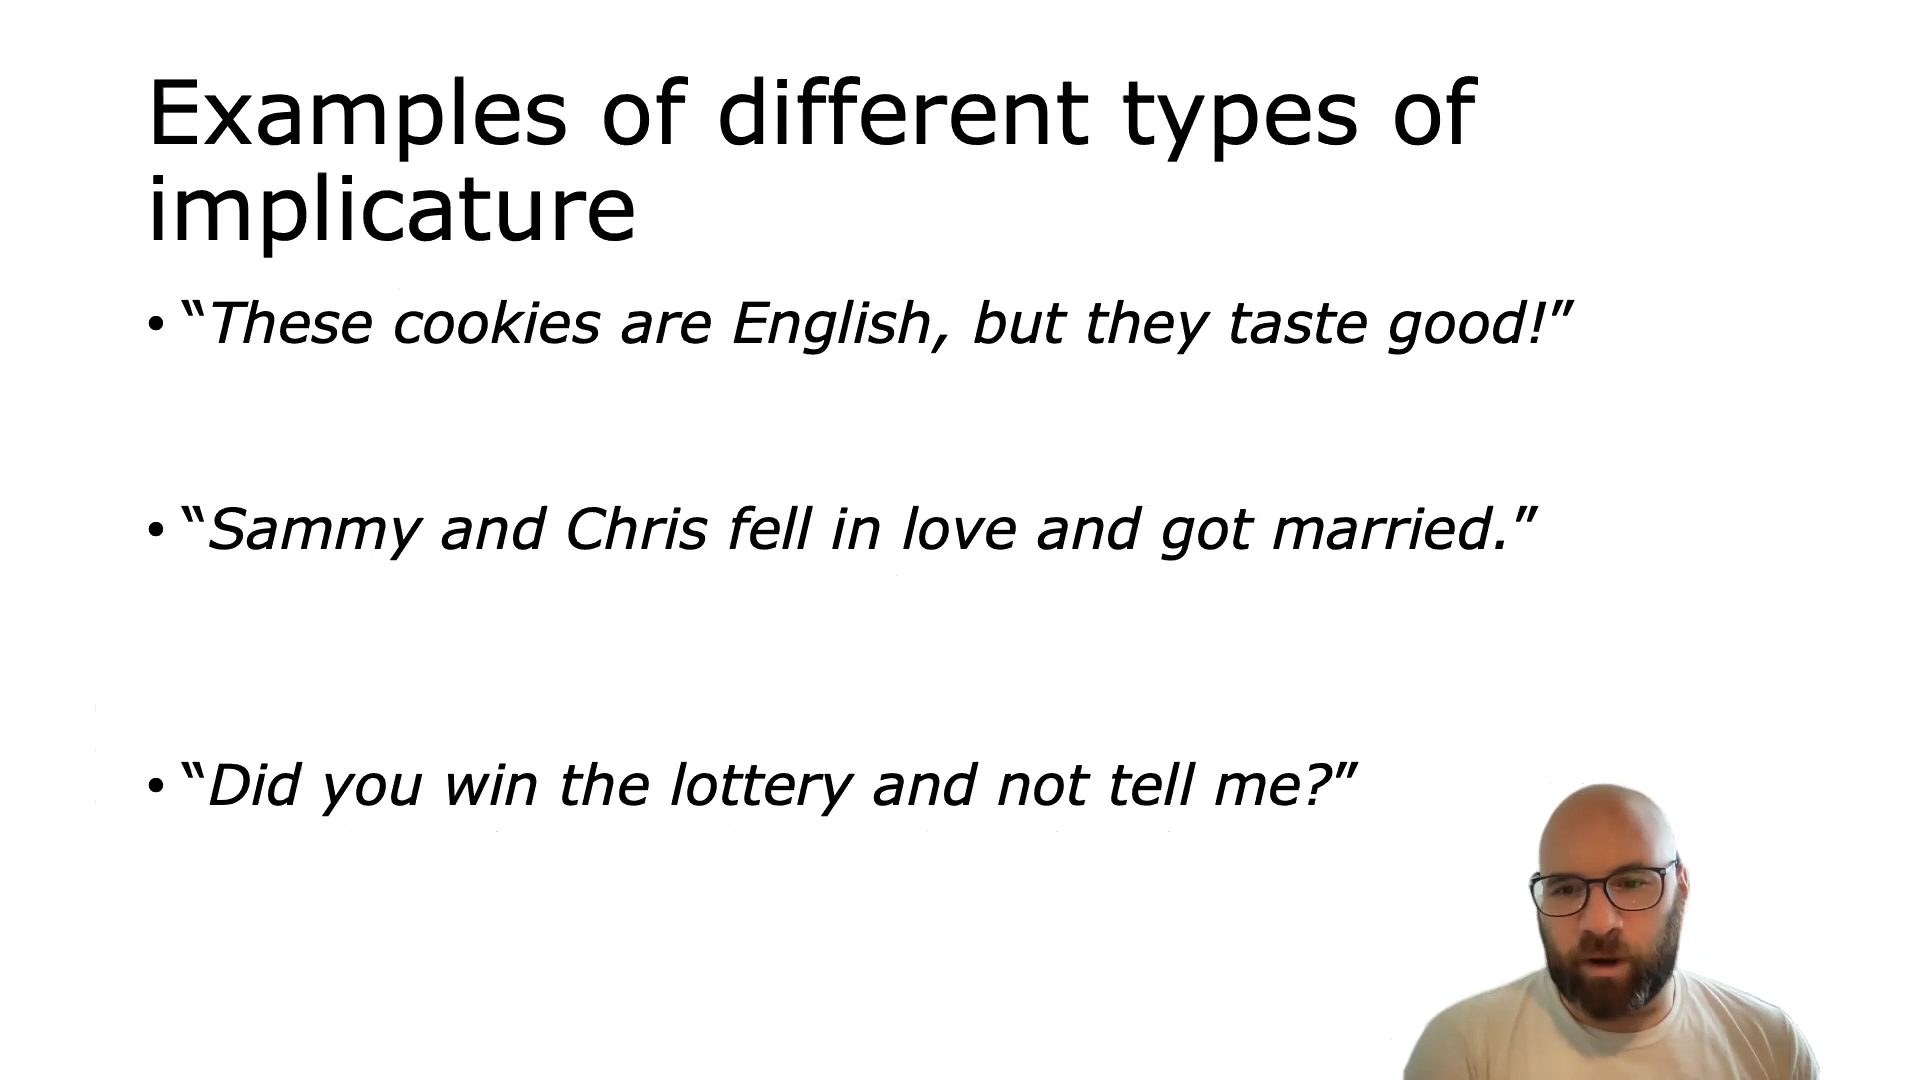 Examples of different types of
implicature
• “These cookies are English, but they taste good!”
• “Sammy and Chris fell in love and got married.”
• “Did you win the lottery and not tell me?”